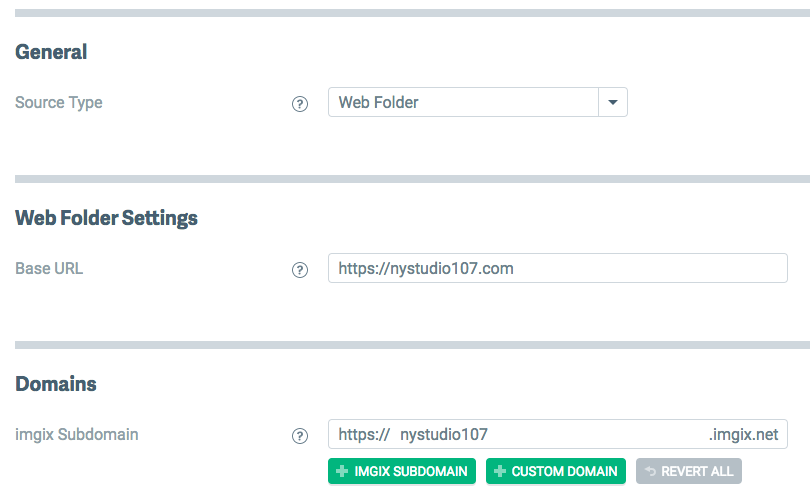 General
Source Type ? Web Folder
Web Folder Settings
Base URL ? https://nystudio107.com
Domains
imgix Subdomain ? https:// nystudio107 .imgix.net
IMGIX SUBDOMAIN CUSTOM DOMAIN REVERT ALL